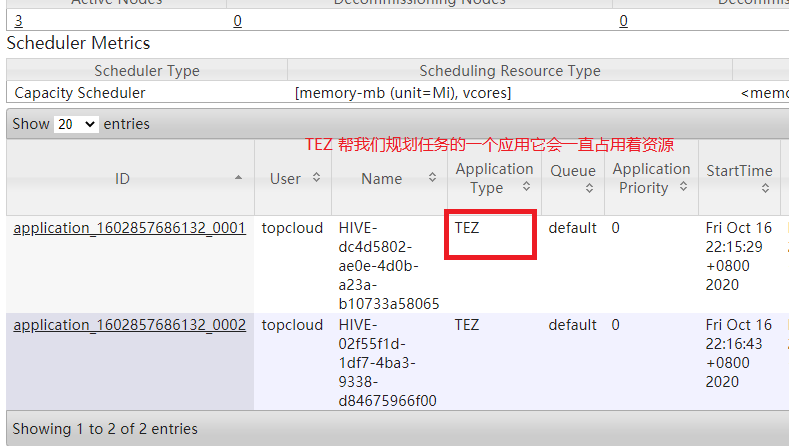 Active Nodes Decommissioning Nodes
3 0 0
Scheduler Metrics
Scheduler Type Scheduling Resource Type
Capacity Scheduler [memory-mb (unit=Mi), vcores]
Show 20 entries
TEZ 帮我们规划任务的一个应用它会一直占用着资源
ID User Name Application Type Queue Application Priority StartTime
application_1602857686132_0001 topcloud HIVE- TEZ default 0 Fri Oct 16
dc4d5802- 22:15:29
ae0e-4d0b- +0800
a23a- 2020
b10733a58065
application_1602857686132_0002 topcloud HIVE- TEZ default 0 Fri Oct 16
02f55f1d- 22:16:43
1df7-4ba3- +0800
9338- 2020
d84675966f00
Showing 1 to 2 of 2 entries